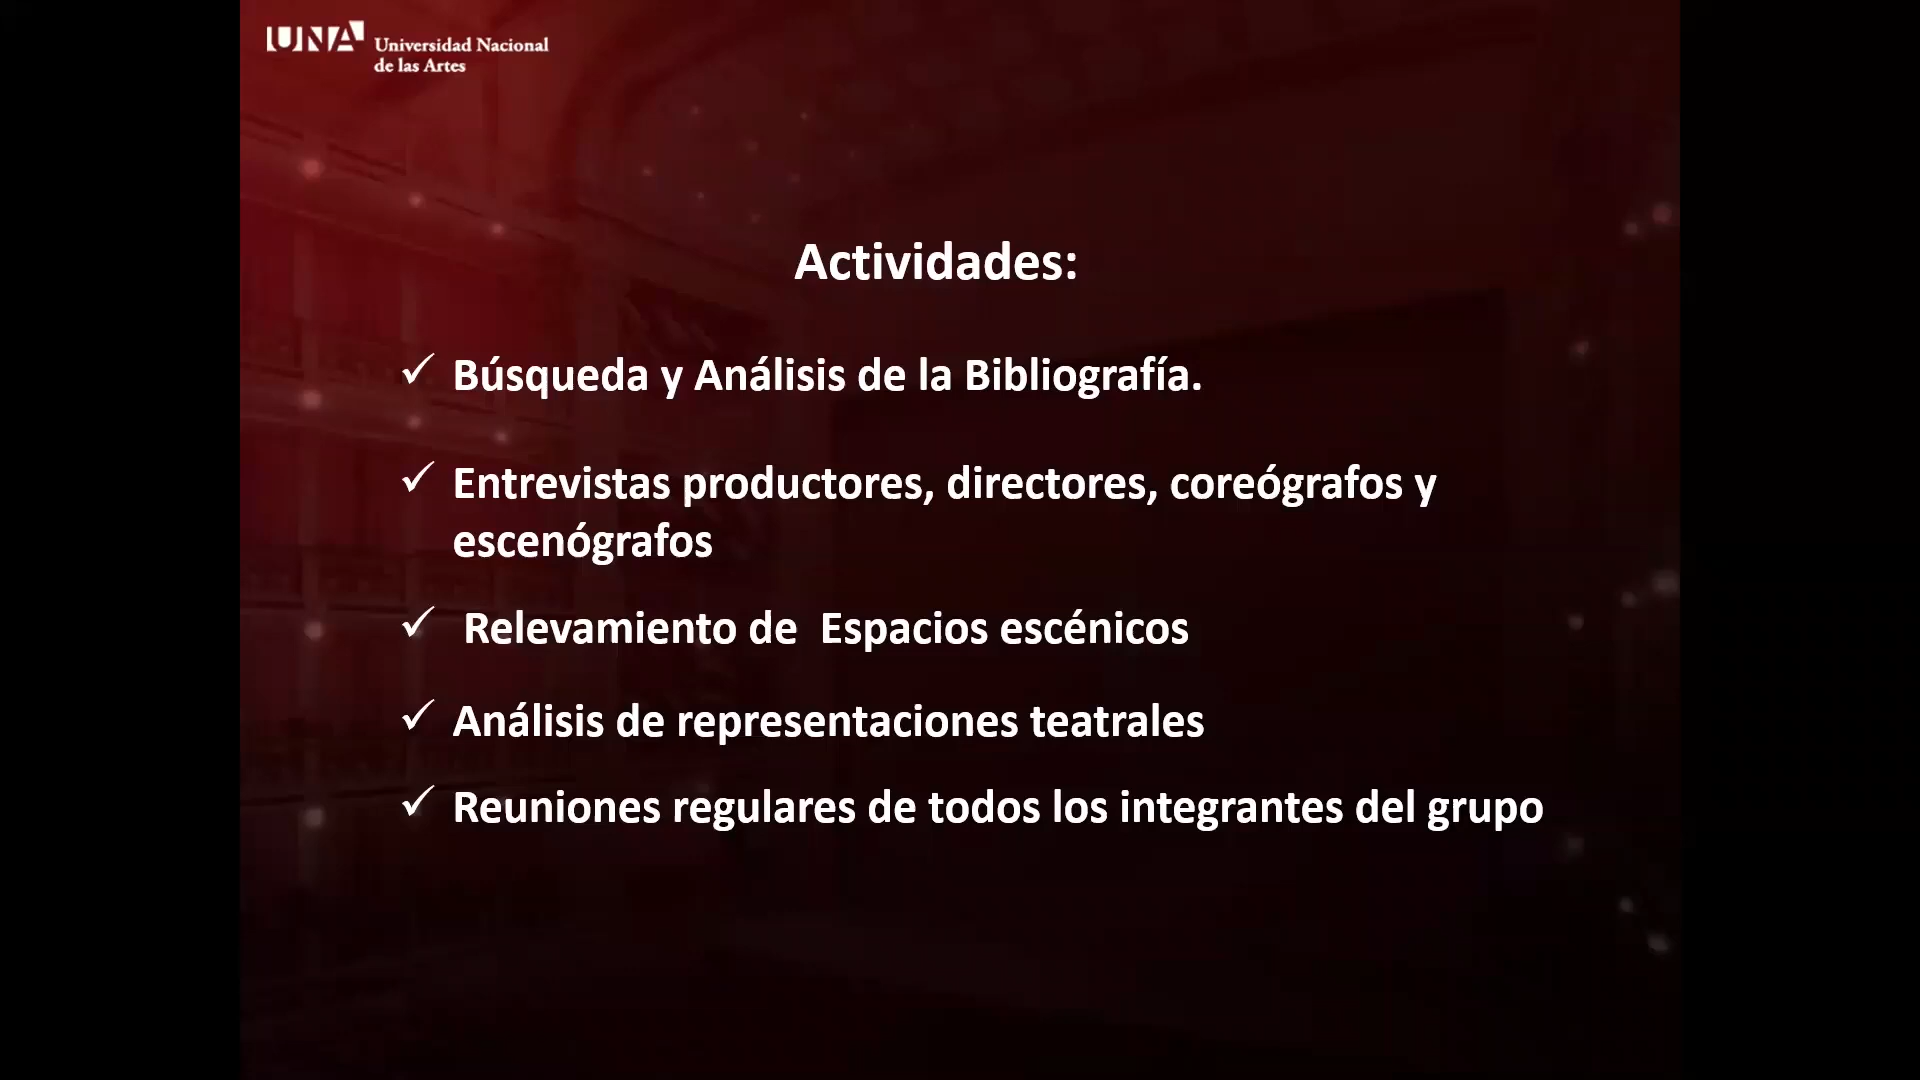 UNA Universidad Nacional
de las Artes
Actividades:
✓ Búsqueda y Análisis de la Bibliografía.
✓ Entrevistas productores, directores, coreógrafos y
escenógrafos
✓ Relevamiento de Espacios escénicos
✓ Análisis de representaciones teatrales
✓ Reuniones regulares de todos los integrantes del grupo